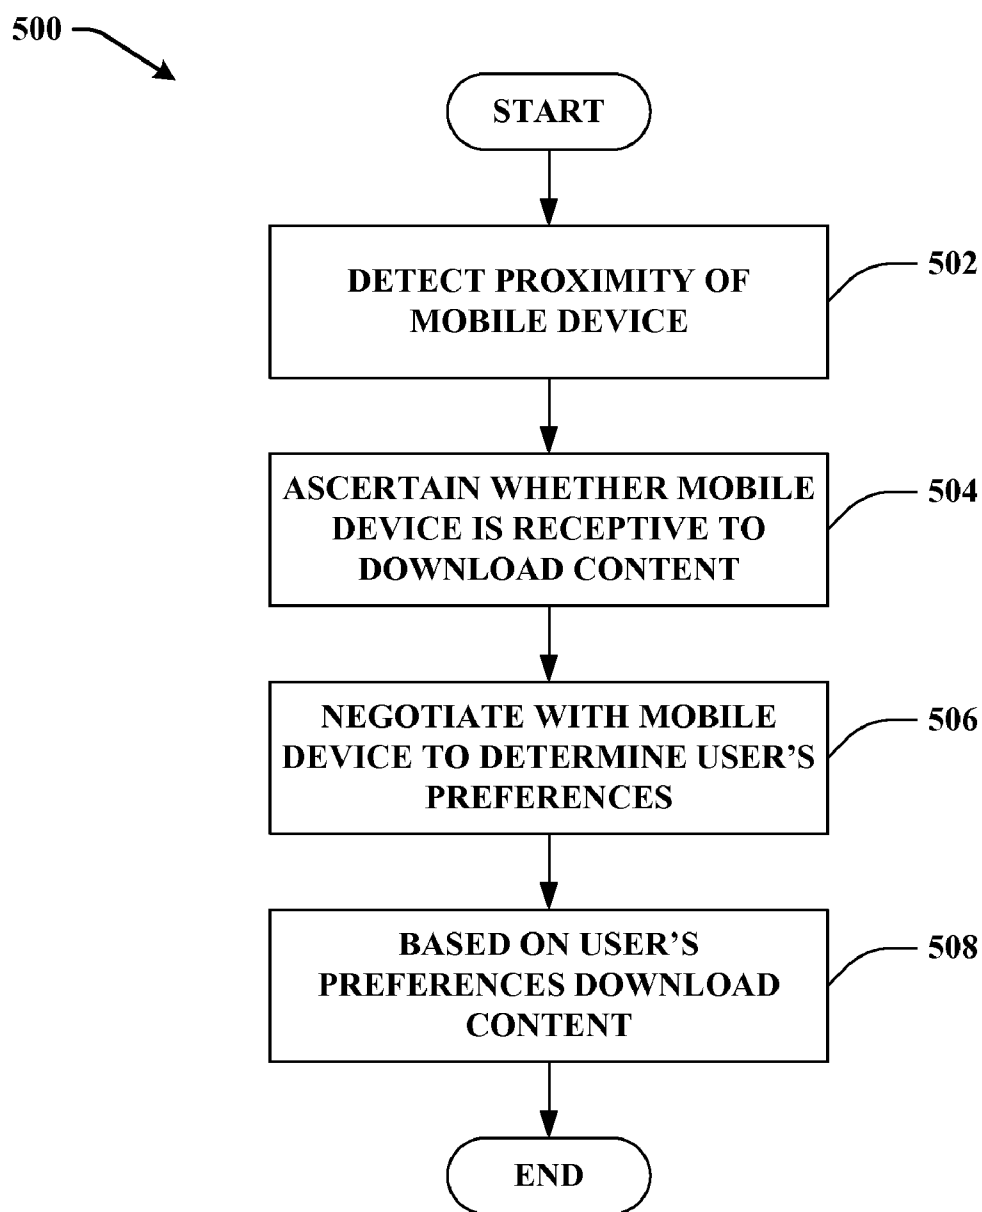 500
START
DETECT PROXIMITY OF
MOBILE DEVICE
502
ASCERTAIN WHETHER MOBILE
DEVICE IS RECEPTIVE TO
DOWNLOAD CONTENT
504
NEGOTIATE WITH MOBILE
DEVICE TO DETERMINE USER’S
PREFERENCES
506
BASED ON USER’S
PREFERENCES DOWNLOAD
CONTENT
508
END